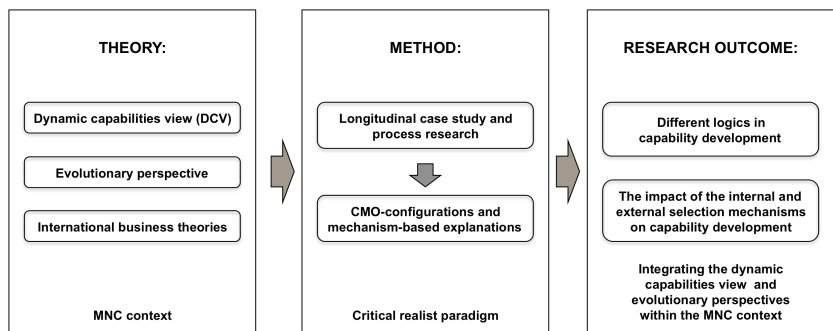 THEORY:
Dynamic capabilities view (DCV)
Evolutionary perspective
International business theories
MNC context
METHOD:
Longitudinal case study and
process research
CMO-configurations and
mechanism-based explanations
Critical realist paradigm
RESEARCH OUTCOME:
Different logics in
capability development
The impact of the internal and
external selection mechanisms
on capability development
Integrating the dynamic
capabilities view and
evolutionary perspectives
within the MNC context